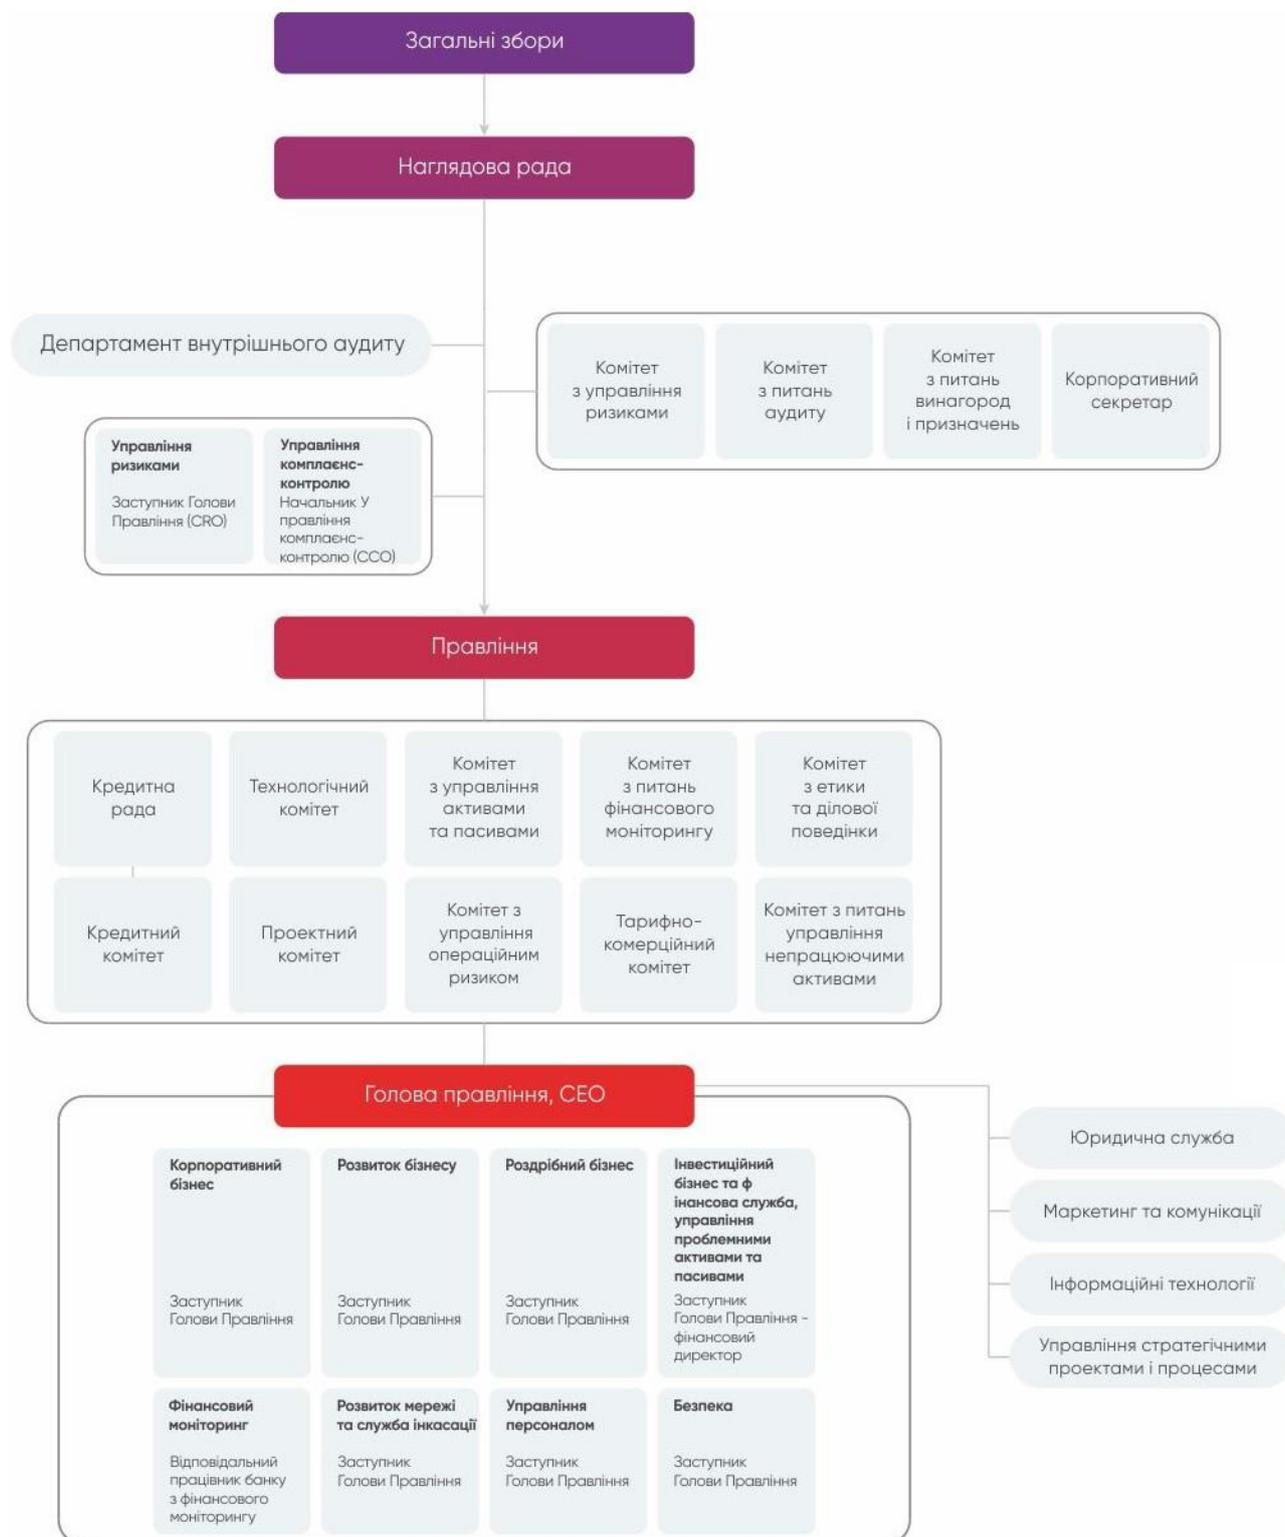 Загальні збори
Наглядова рада
Департамент внутрішнього аудиту
Комітет
з управління
ризиками
Комітет
з питань
аудиту
Комітет
з питань
винагород
і призначень
Корпоративний
секретар
Управління
ризиками
Заступник Голови
Правління (CRO)
Управління
комплаєнс-
контролю
Начальник У
правління
комплаєнс-
контролю (ССО)
Правління
Кредитна
рада
Технологічний
комітет
Комітет
з управління
активами
та пасивами
Комітет
з питань
фінансового
моніторингу
Комітет
з етики
та ділової
поведінки
Кредитний
комітет
Проектний
комітет
Комітет з
управління
операційним
ризиком
Тарифно-
комерційний
комітет
Комітет з питань
управління
непрацюючими
активами
Голова правління, CEO
Корпоративний
бізнес
Заступник
Голови Правління
Розвиток бізнесу
Заступник
Голови Правління
Роздрібний бізнес
Заступник
Голови Правління
Інвестиційний
бізнес та ф
інансова служба,
управління
проблемними
активами та
пасивами
Заступник
Голови Правління -
фінансовий
директор
Фінансовий
моніторинг
Відповідальний
працівник банку
з фінансового
моніторингу
Розвиток мережі
та служба інкасації
Заступник
Голови Правління
Управління
персоналом
Заступник
Голови Правління
Безпека
Заступник
Голови Правління
Юридична служба
Маркетинг та комунікації
Інформаційні технології
Управління стратегічними
проектами і процесами